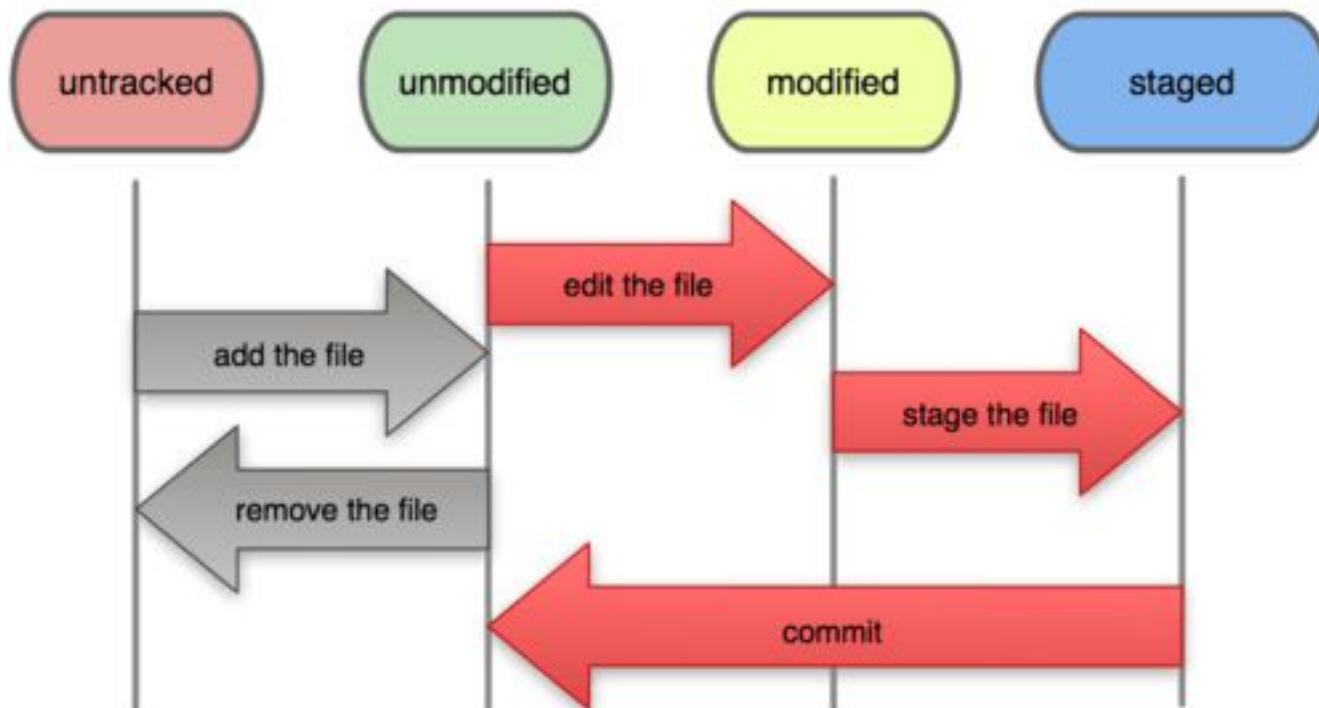 untracked
unmodified
modified
staged
edit the file
add the file
stage the file
remove the file
commit